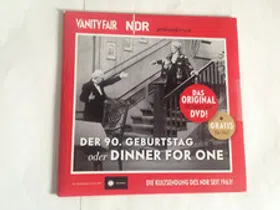 VANITY FAIR NDR
präsentieren
DAS
ORIGINAL
DVD!
GRATIS
DER 90. GEBURTSTAG
oder DINNER FOR ONE
DIE KULTSENDUNG DES NDR SEIT 1963!